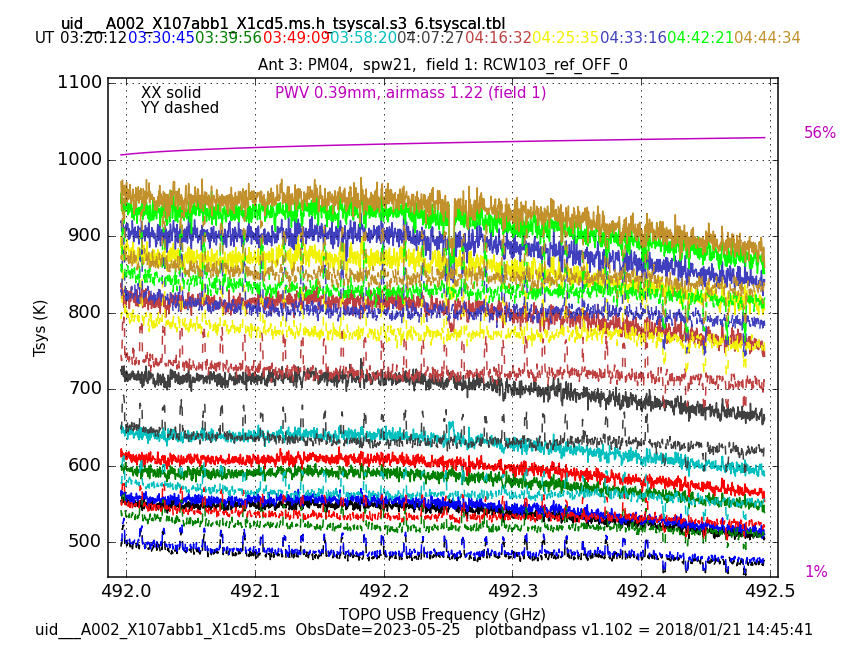 uid___A002_X107abb1_X1cd5.ms.h_tsyscal.s3_6.tsyscal.tbl
UT 03:20:12 03:30:45 03:39:56 03:49:09 03:58:20 04:07:27 04:16:32 04:25:35 04:33:16 04:42:21 04:44:34
Ant 3: PM04,  spw21,  field 1: RCW103_ref_OFF_0
1100
XX solid
PWV 0.39mm, airmass 1.22 (field 1)
YY dashed
56%
1000
900
800
Tsys (K)
700
600
500
1%
492.0 492.1 492.2 492.3 492.4 492.5
TOPO USB Frequency (GHz)
uid___A002_X107abb1_X1cd5.ms  ObsDate=2023-05-25   plotbandpass v1.102 = 2018/01/21 14:45:41